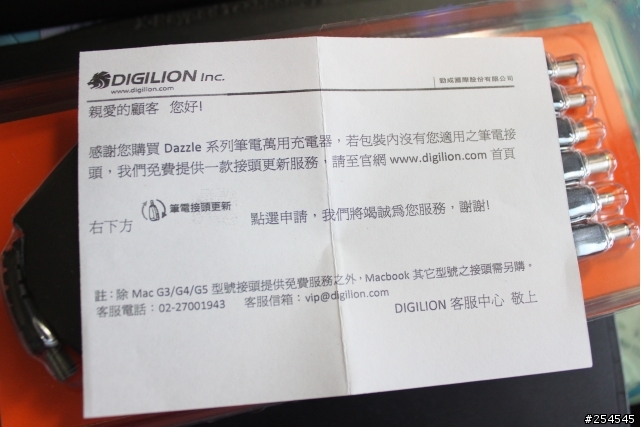 DIGILION Inc.
www.digilion.com
勁成國際股份有限公司
親愛的顧客 您好!
感謝您購買 Dazzle 系列筆電萬用充電器，若包裝內沒有您適用之筆電接
頭，我們免費提供一款接頭更新服務，請至官網 www.digilion.com 首頁
右下方 筆電接頭更新 點選申請，我們將竭誠為您服務，謝謝!
註：除 Mac G3/G4/G5 型號接頭提供免費服務之外，Macbook 其它型號之接頭需另購。
客服電話：02-27001943 客服信箱：vip@digilion.com
DIGILION 客服中心 敬上
#254545